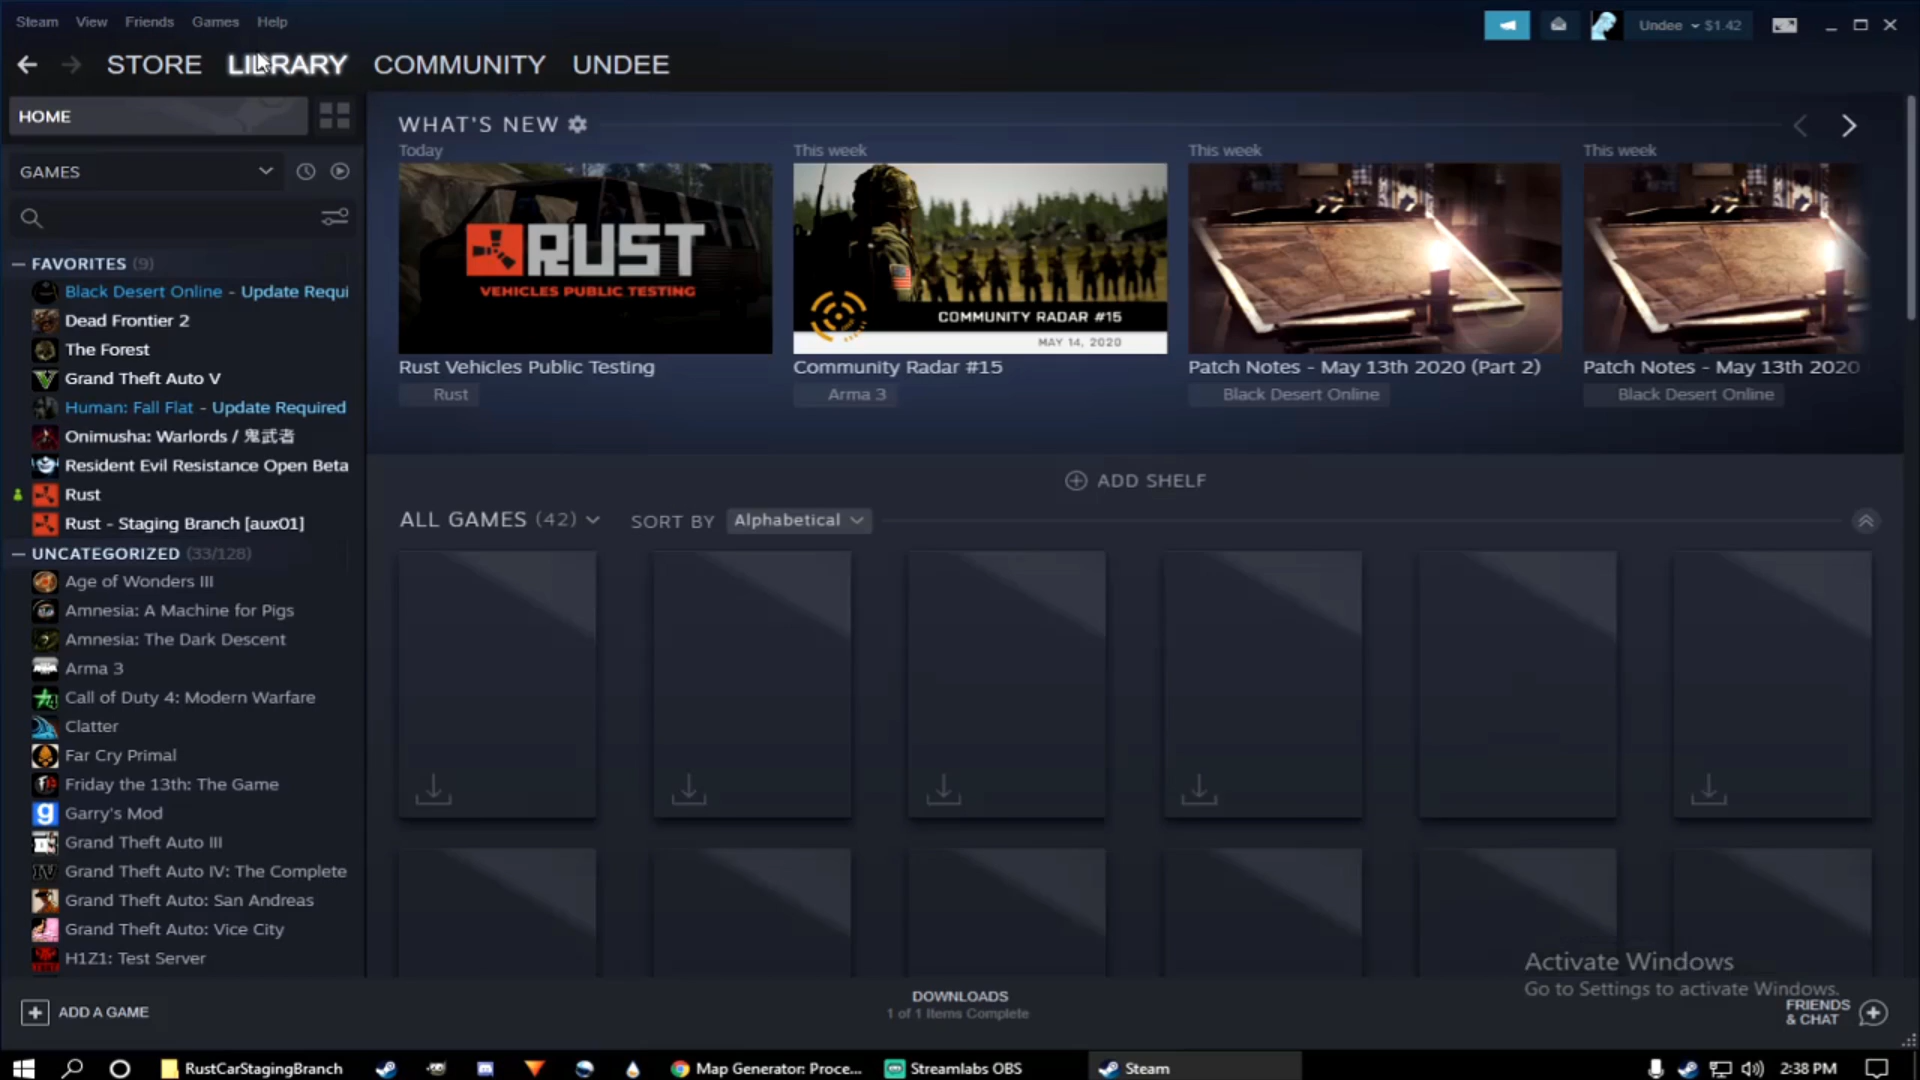 Steam View Friends Games Help
Undee $1.42
STORE LIBRARY COMMUNITY UNDEE
HOME
GAMES
FAVORITES (9)
Black Desert Online - Update Requi
Dead Frontier 2
The Forest
Grand Theft Auto V
Human: Fall Flat - Update Required
Onimusha: Warlords / 鬼武者
Resident Evil Resistance Open Beta
Rust
Rust - Staging Branch [aux01]
UNCATEGORIZED (33/128)
Age of Wonders III
Amnesia: A Machine for Pigs
Amnesia: The Dark Descent
Arma 3
Call of Duty 4: Modern Warfare
Clatter
Far Cry Primal
Friday the 13th: The Game
Garry's Mod
Grand Theft Auto III
Grand Theft Auto IV: The Complete
Grand Theft Auto: San Andreas
Grand Theft Auto: Vice City
H1Z1: Test Server
ADD A GAME
WHAT'S NEW
Today
RUST
VEHICLES PUBLIC TESTING
Rust Vehicles Public Testing
Rust
This week
COMMUNITY RADAR #15
MAY 14, 2020
Community Radar #15
Arma 3
This week
Patch Notes - May 13th 2020 (Part 2)
Black Desert Online
This week
Patch Notes - May 13th 2020
Black Desert Online
ADD SHELF
ALL GAMES (42) SORT BY Alphabetical
Activate Windows
Go to Settings to activate Windows.
DOWNLOADS
1 of 1 Items Complete
FRIENDS
& CHAT
RustCarStagingBranch
Map Generator: Proce...
Streamlabs OBS
Steam
2:38 PM